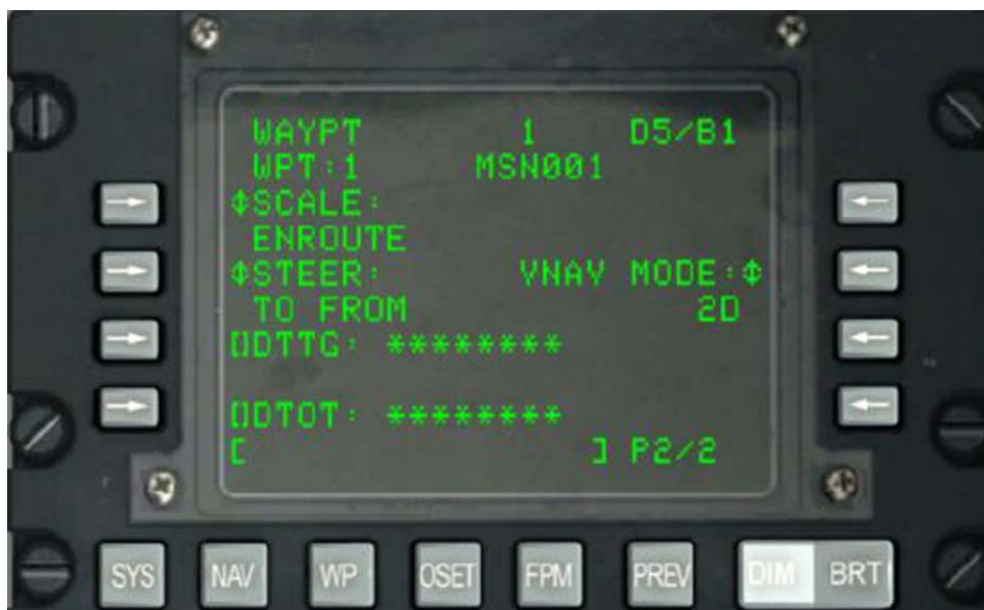 WAYPT 1 D5/B1
WPT:1 MSN001
SCALE:
ENROUTE
STEER: VNAV MODE:
TO FROM 2D
[]DTTG: ********
[]DTOT: ********
[ ] P2/2
SYS NAV WP OSET FPM PREV DIM BRT